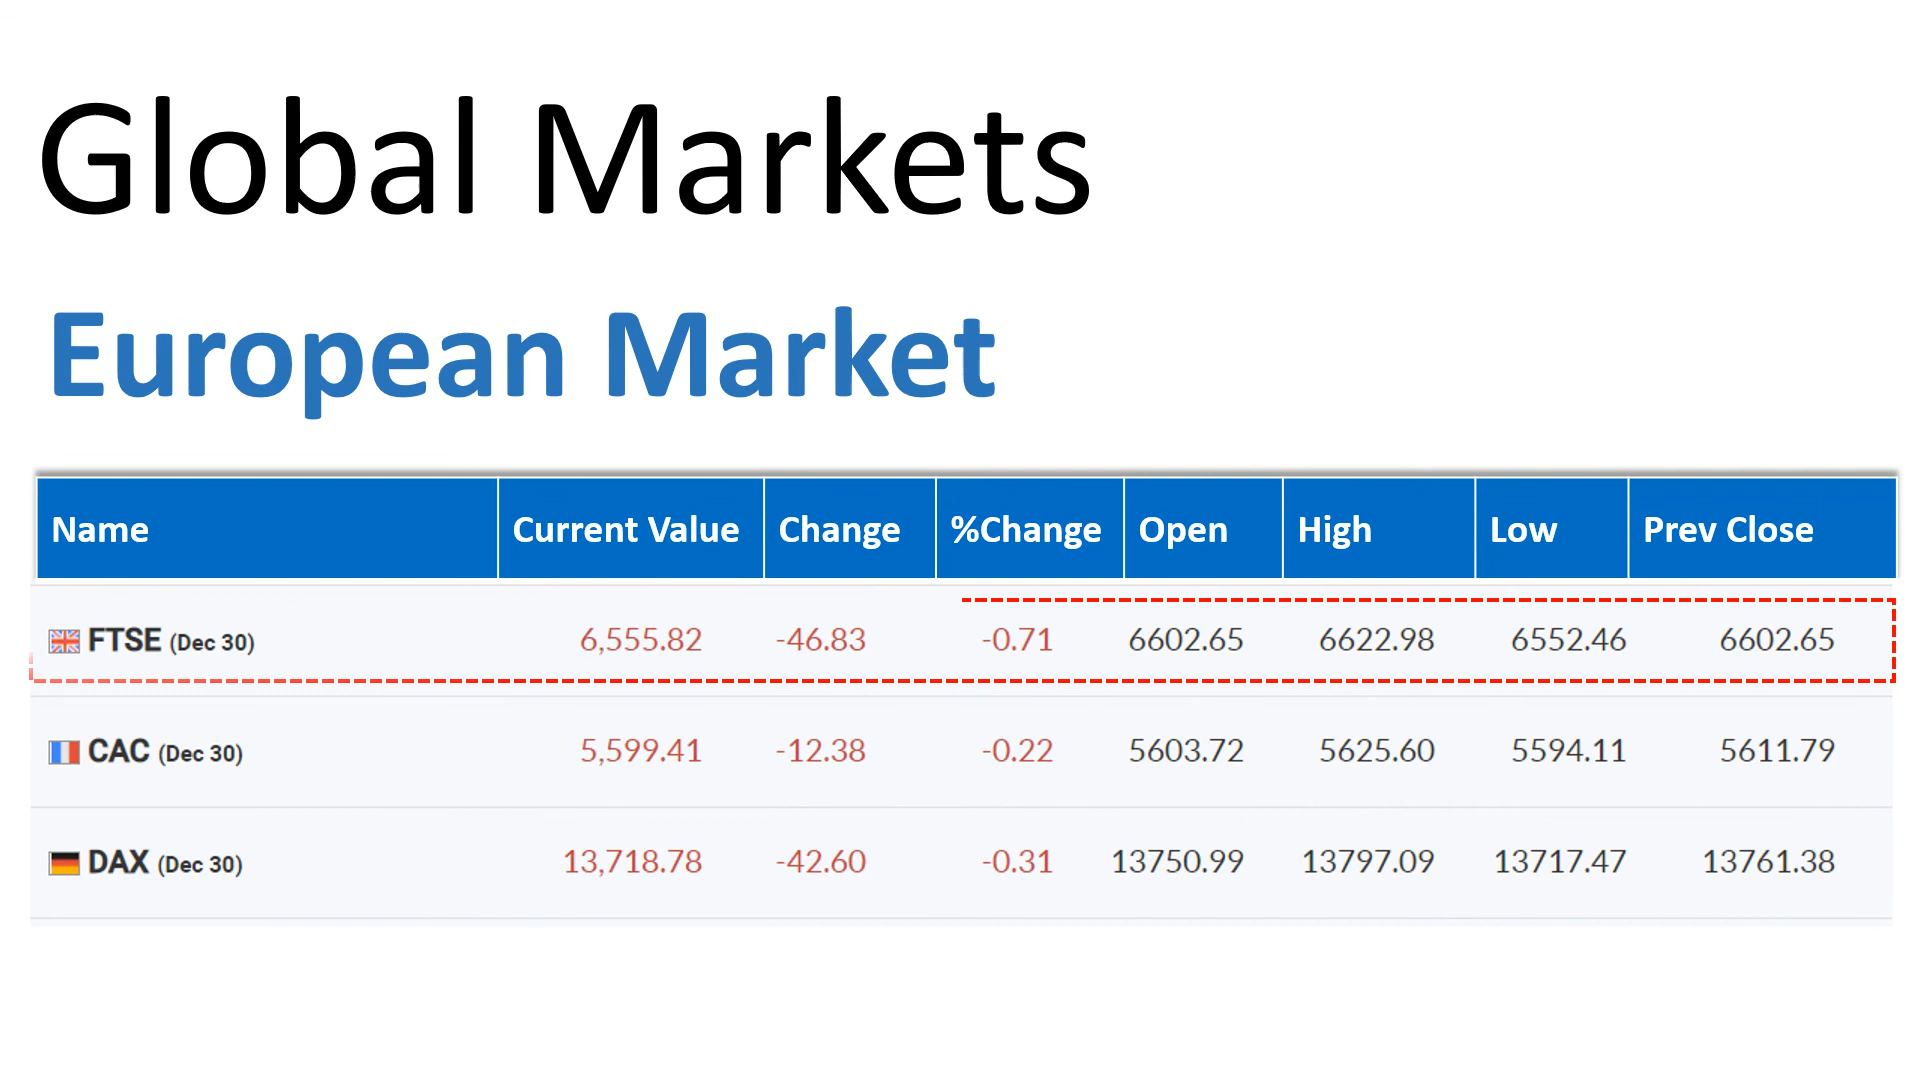 Global Markets
European Market
Name Current Value Change %Change Open High Low Prev Close
FTSE (Dec 30) 6,555.82 -46.83 -0.71 6602.65 6622.98 6552.46 6602.65
CAC (Dec 30) 5,599.41 -12.38 -0.22 5603.72 5625.60 5594.11 5611.79
DAX (Dec 30) 13,718.78 -42.60 -0.31 13750.99 13797.09 13717.47 13761.38